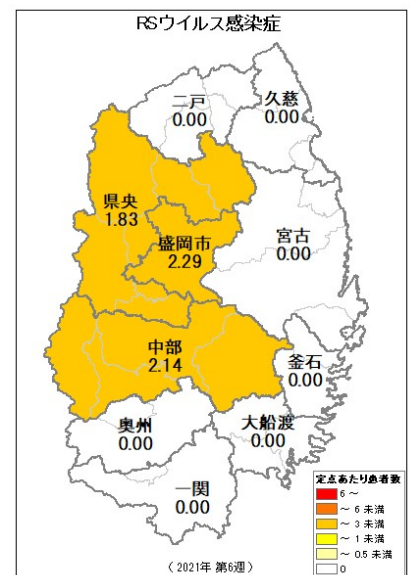 RSウイルス感染症
二戸
0.00
久慈
0.00
県央
1.83
盛岡市
2.29
宮古
0.00
中部
2.14
釜石
0.00
奥州
0.00
大船渡
0.00
一関
0.00
定点あたり患者数
6 ～
～ 6 未満
～ 3 未満
～ 1 未満
～ 0.5 未満
0
（ 2021年 第6週 ）